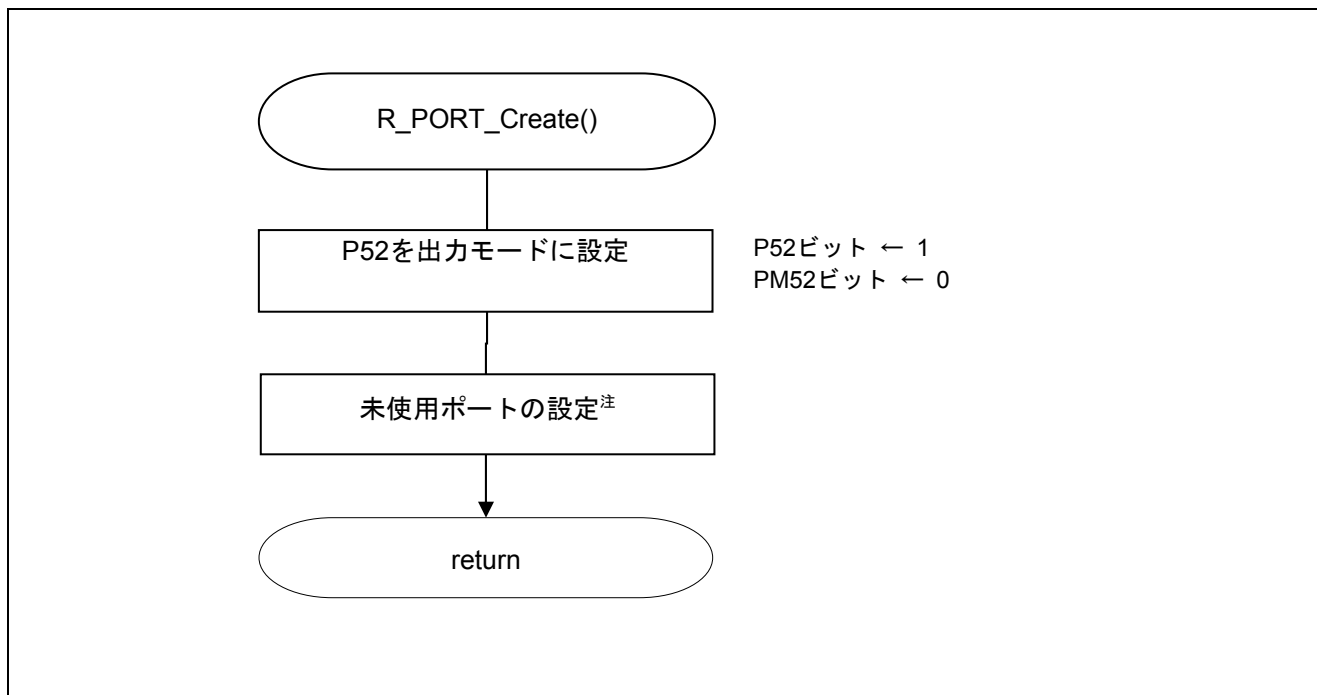 R_PORT_Create()
P52を出力モードに設定
P52ビット ← 1
PM52ビット ← 0
未使用ポートの設定注
return